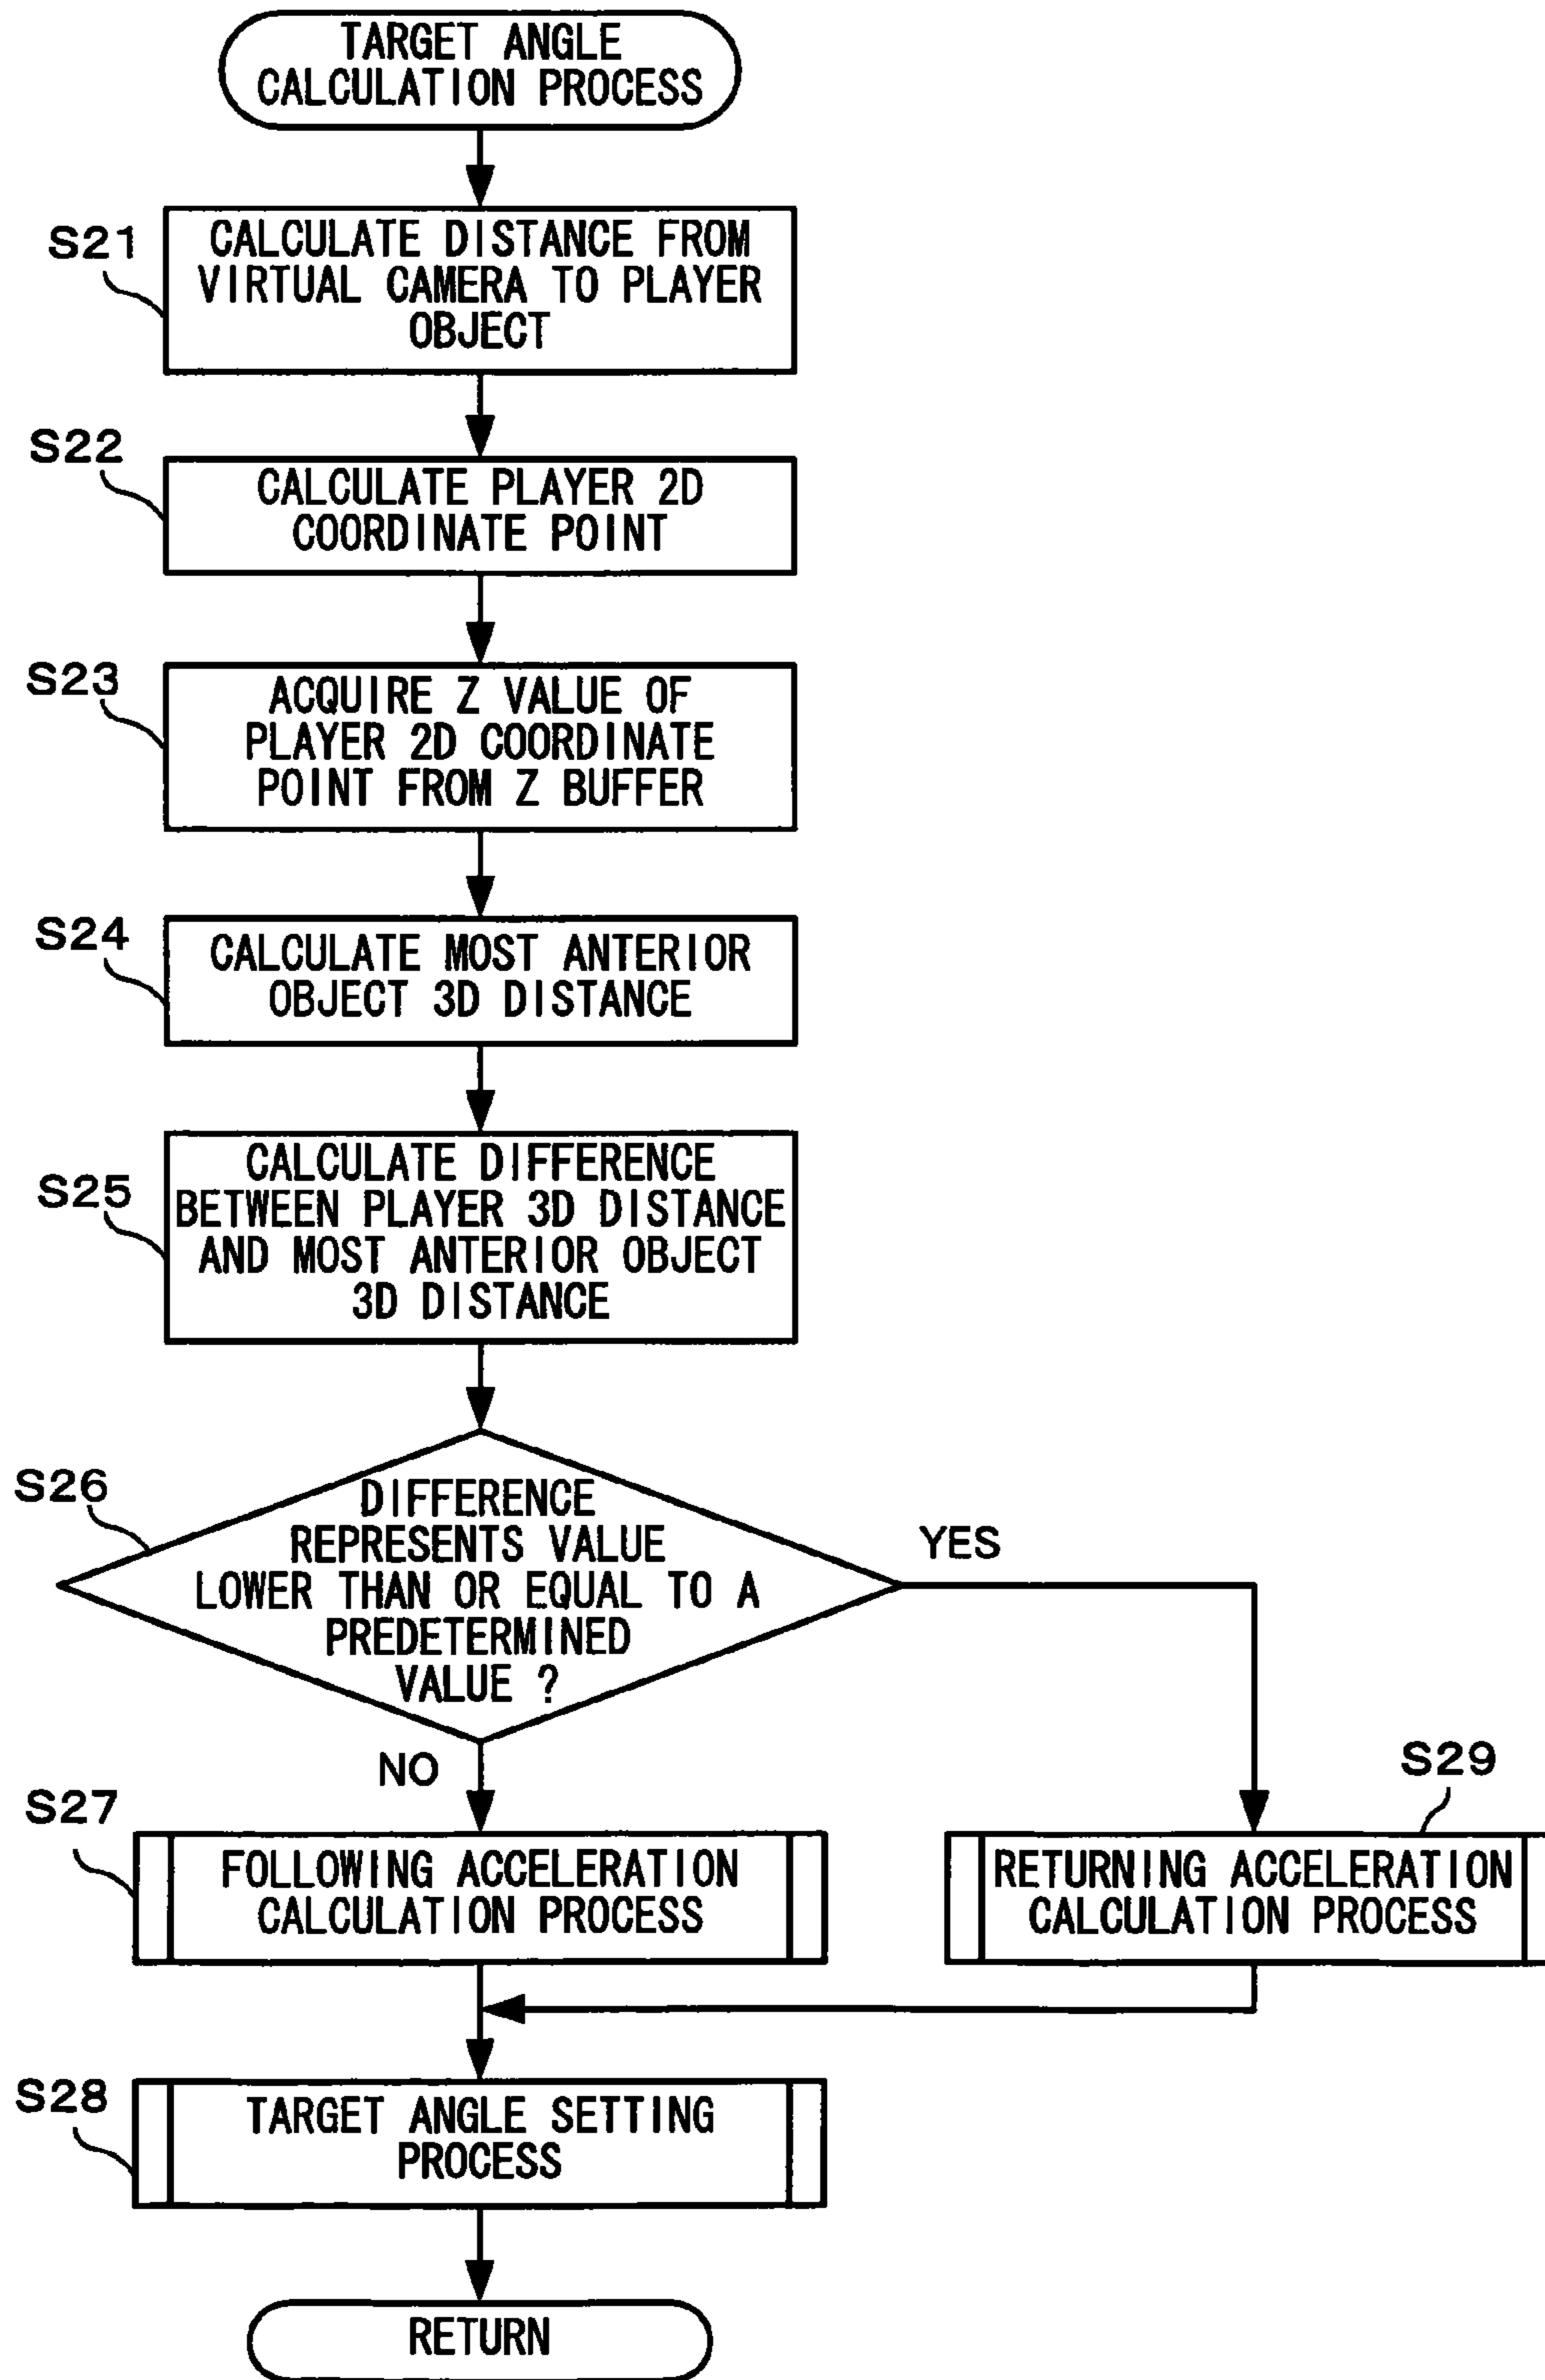 TARGET ANGLE
CALCULATION PROCESS
S21
CALCULATE DISTANCE FROM
VIRTUAL CAMERA TO PLAYER
OBJECT
S22
CALCULATE PLAYER 2D
COORDINATE POINT
S23
ACQUIRE Z VALUE OF
PLAYER 2D COORDINATE
POINT FROM Z BUFFER
S24
CALCULATE MOST ANTERIOR
OBJECT 3D DISTANCE
S25
CALCULATE DIFFERENCE
BETWEEN PLAYER 3D DISTANCE
AND MOST ANTERIOR OBJECT
3D DISTANCE
S26
DIFFERENCE
REPRESENTS VALUE
LOWER THAN OR EQUAL TO A
PREDETERMINED
VALUE ?
YES
NO
S27
FOLLOWING ACCELERATION
CALCULATION PROCESS
S29
RETURNING ACCELERATION
CALCULATION PROCESS
S28
TARGET ANGLE SETTING
PROCESS
RETURN